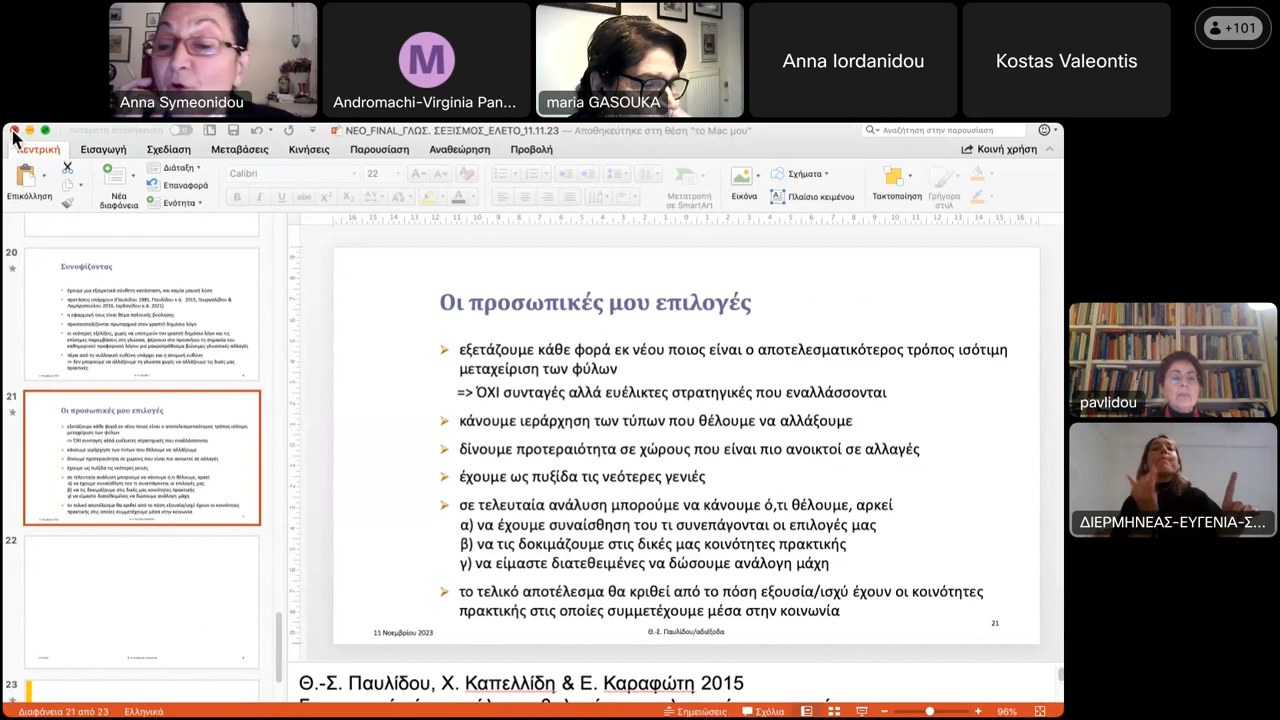 +101
Anna Symeonidou
M
Andromachi-Virginia Pan...
maria GASOUKA
Anna Iordanidou
Kostas Valeontis
Αυτόματη αποθήκευση
NEO_FINAL_ΓΛΩΣ. ΣΕΞΙΣΜΟΣ_ΕΛΕΤΟ_11.11.23 — Αποθηκεύτηκε στη θέση "το Mac μου"
Αναζήτηση στην παρουσίαση
Κεντρική Εισαγωγή Σχεδίαση Μεταβάσεις Κινήσεις Παρουσίαση Αναθεώρηση Προβολή
Κοινή χρήση
Επικόλληση
Νέα διαφάνεια
Διάταξη
Επαναφορά
Ενότητα
Calibri 22
Μετατροπή σε SmartArt
Εικόνα
Σχήματα
Πλαίσιο κειμένου
Τακτοποίηση
Γρήγορα στυλ
20
Συνοψίζοντας
21
Οι προσωπικές μου επιλογές
22
23
Οι προσωπικές μου επιλογές
εξετάζουμε κάθε φορά εκ νέου ποιος είναι ο αποτελεσματικότερος τρόπος ισότιμη
μεταχείριση των φύλων
=> ΌΧΙ συνταγές αλλά ευέλικτες στρατηγικές που εναλλάσσονται
κάνουμε ιεράρχηση των τύπων που θέλουμε να αλλάξουμε
δίνουμε προτεραιότητα σε χώρους που είναι πιο ανοικτοί σε αλλαγές
έχουμε ως πυξίδα τις νεότερες γενιές
σε τελευταία ανάλυση μπορούμε να κάνουμε ό,τι θέλουμε, αρκεί
α) να έχουμε συναίσθηση του τι συνεπάγονται οι επιλογές μας
β) να τις δοκιμάζουμε στις δικές μας κοινότητες πρακτικής
γ) να είμαστε διατεθειμένες να δώσουμε ανάλογη μάχη
το τελικό αποτέλεσμα θα κριθεί από το ποση εξουσία/ισχύ έχουν οι κοινότητες
πρακτικής στις οποίες συμμετέχουμε μέσα στην κοινωνία
11 Νοεμβρίου 2023
Θ.-Σ. Παυλίδου/αδιέξοδα
21
Θ.-Σ. Παυλίδου, Χ. Καπελλίδη & Ε. Καραφώτη 2015
Διαφάνεια 21 από 23 Ελληνικά
Σημειώσεις Σχόλια 96%
pavlidou
ΔΙΕΡΜΗΝΕΑΣ-ΕΥΓΕΝΙΑ-Σ...